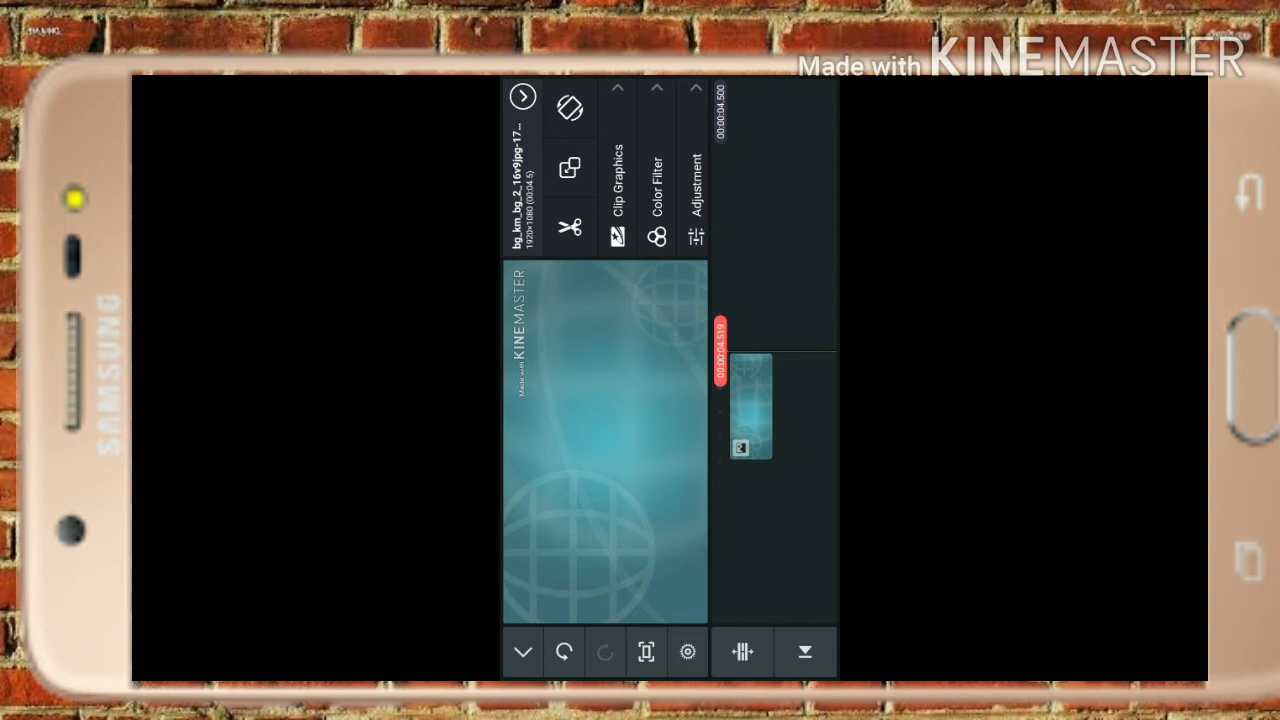 Made with KINEMASTER
SAMSUNG
bg_km_bg_2_16v9jpg-17...
1920×1080 (00:04.5)
Clip Graphics
Color Filter
Adjustment
00:00:04.500
Made with KINEMASTER
00:00:04.519